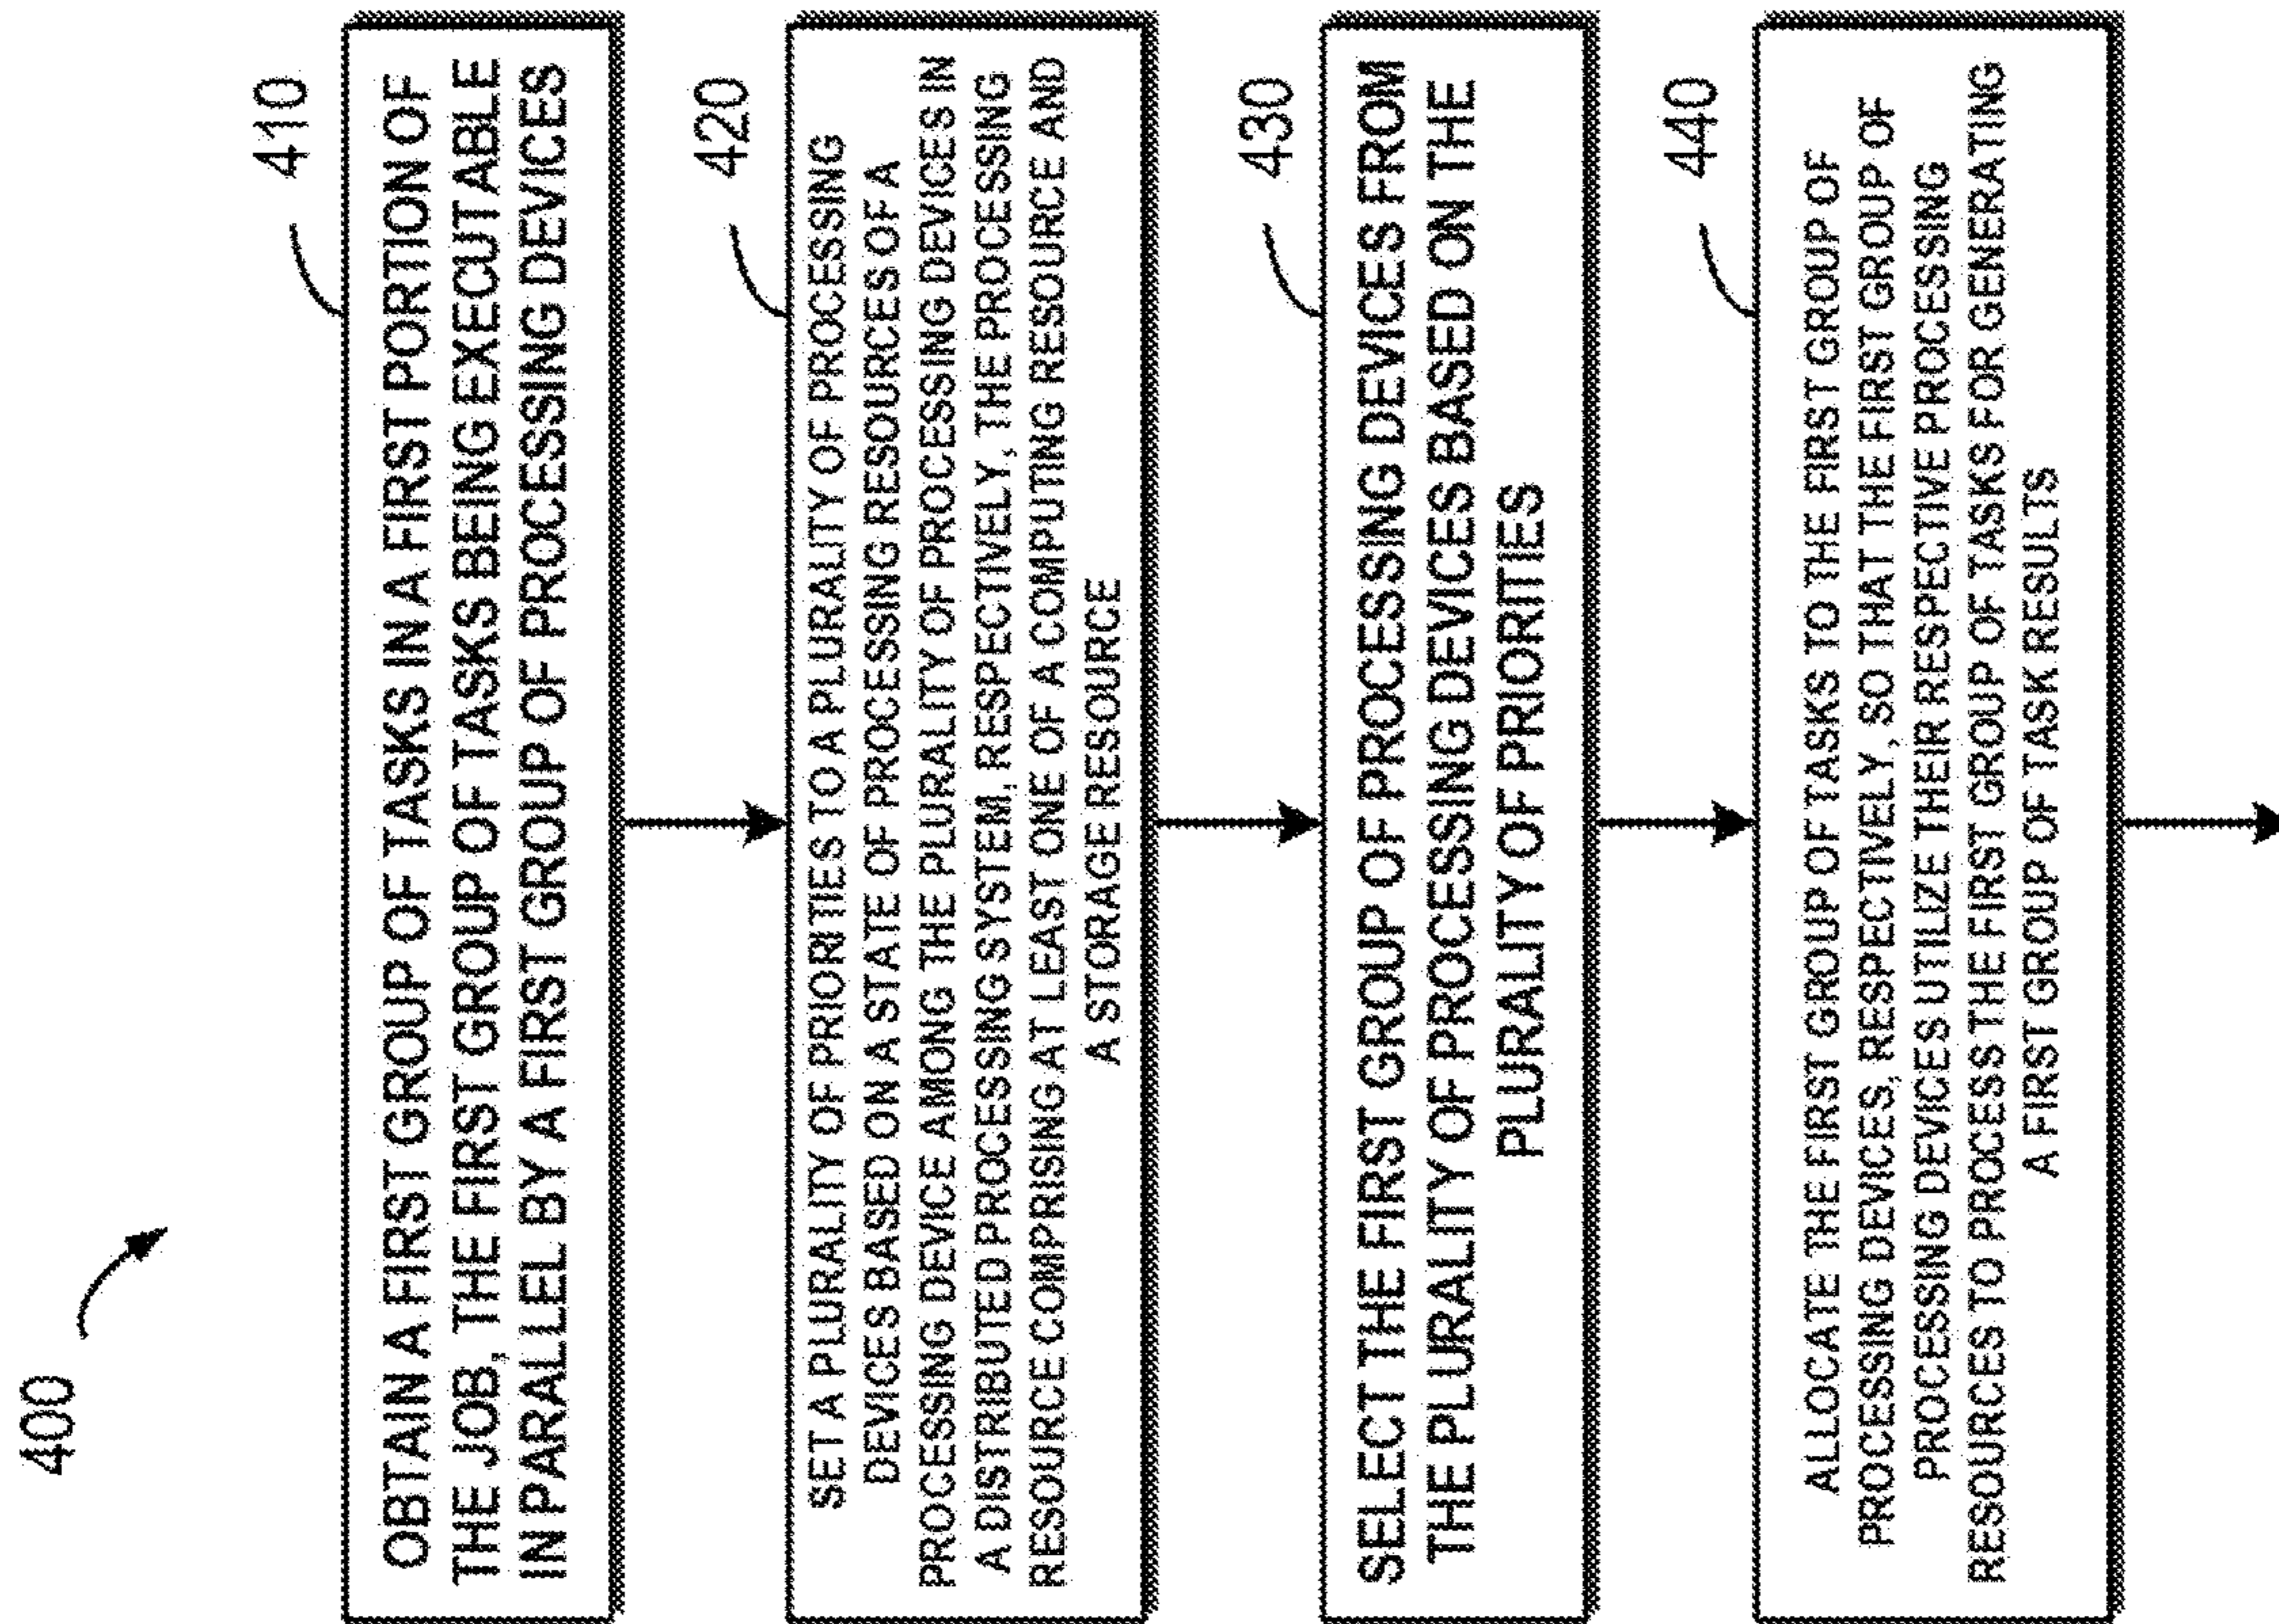 400
410
OBTAIN A FIRST GROUP OF TASKS IN A FIRST PORTION OF
THE JOB, THE FIRST GROUP OF TASKS BEING EXECUTABLE
IN PARALLEL BY A FIRST GROUP OF PROCESSING DEVICES
420
SET A PLURALITY OF PRIORITIES TO A PLURALITY OF PROCESSING
DEVICES BASED ON A STATE OF PROCESSING RESOURCES OF A
PROCESSING DEVICE AMONG THE PLURALITY OF PROCESSING DEVICES IN
A DISTRIBUTED PROCESSING SYSTEM, RESPECTIVELY, THE PROCESSING
RESOURCE COMPRISING AT LEAST ONE OF A COMPUTING RESOURCE AND
A STORAGE RESOURCE
430
SELECT THE FIRST GROUP OF PROCESSING DEVICES FROM
THE PLURALITY OF PROCESSING DEVICES BASED ON THE
PLURALITY OF PRIORITIES
440
ALLOCATE THE FIRST GROUP OF TASKS TO THE FIRST GROUP OF
PROCESSING DEVICES, RESPECTIVELY, SO THAT THE FIRST GROUP OF
PROCESSING DEVICES UTILIZE THEIR RESPECTIVE PROCESSING
RESOURCES TO PROCESS THE FIRST GROUP OF TASKS FOR GENERATING
A FIRST GROUP OF TASK RESULTS